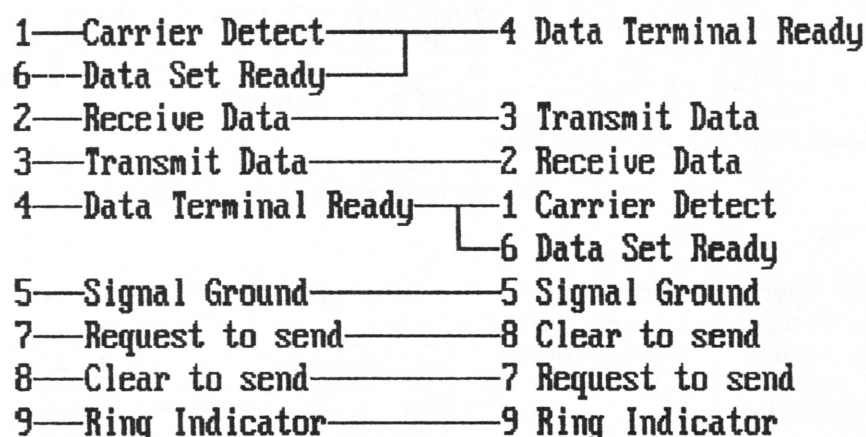 1──Carrier Detect────────4 Data Terminal Ready
6---Data Set Ready
2──Receive Data────────3 Transmit Data
3──Transmit Data────────2 Receive Data
4──Data Terminal Ready────1 Carrier Detect
6 Data Set Ready
5──Signal Ground────────5 Signal Ground
7──Request to send────────8 Clear to send
8──Clear to send────────7 Request to send
9──Ring Indicator────────9 Ring Indicator